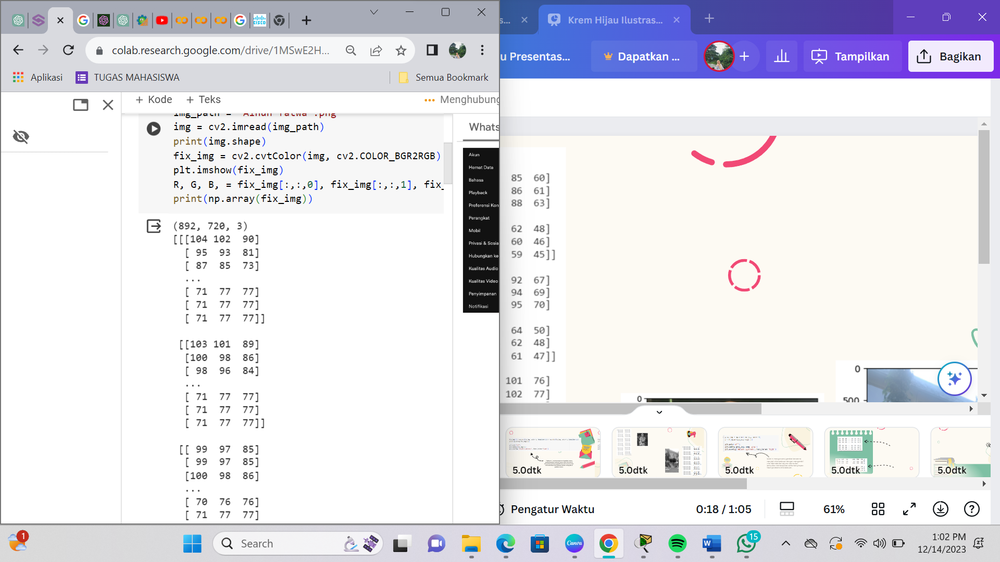 colab.research.google.com/drive/1MSwE2H...
Aplikasi
TUGAS MAHASISWA
Semua Bookmark
+ Kode
+ Teks
Menghubung
img = cv2.imread(img_path)
print(img.shape)
fix_img = cv2.cvtColor(img, cv2.COLOR_BGR2RGB)
plt.imshow(fix_img)
R, G, B, = fix_img[:,:,0], fix_img[:,:,1], fix_
print(np.array(fix_img))
(892, 720, 3)
[[[104 102  90]
[ 95  93  81]
[ 87  85  73]
...
[ 71  77  77]
[ 71  77  77]
[ 71  77  77]]
[[103 101  89]
[100  98  86]
[ 98  96  84]
...
[ 71  77  77]
[ 71  77  77]
[ 71  77  77]]
[[ 99  97  85]
[ 99  97  85]
[100  98  86]
...
[ 70  76  76]
[ 71  77  77]
Whats
Akun
Hemat Data
Bahasa
Playback
Preferensi Kon
Perangkat
Mobil
Privasi & Sosia
Hubungkan ke
Kualitas Audio
Kualitas Video
Penyimpanan
Notifikasi
s...
Krem Hijau Ilustras...
u Presentas...
Dapatkan ...
Tampilkan
Bagikan
85  60]
86  61]
88  63]
62  48]
60  46]
59  45]]
92  67]
94  69]
95  70]
64  50]
62  48]
61  47]]
101  76]
102  77]
0
0
500
5.0dtk
5.0dtk
5.0dtk
5.0dtk
5.0dtk
Pengatur Waktu
0:18 / 1:05
61%
1
Search
CISCO
Canva
15
1:02 PM
12/14/2023